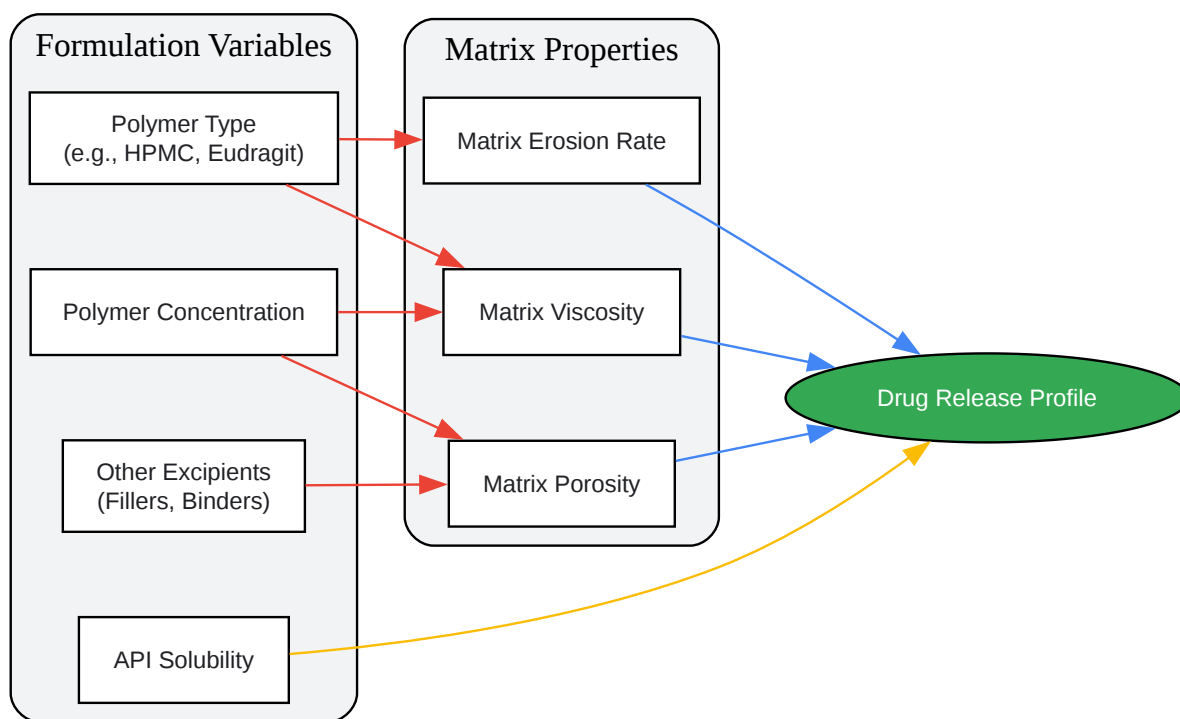 Formulation Variables
Polymer Type
(e.g., HPMC, Eudragit)
Polymer Concentration
Other Excipients
(Fillers, Binders)
API Solubility
Matrix Properties
Matrix Erosion Rate
Matrix Viscosity
Matrix Porosity
Drug Release Profile